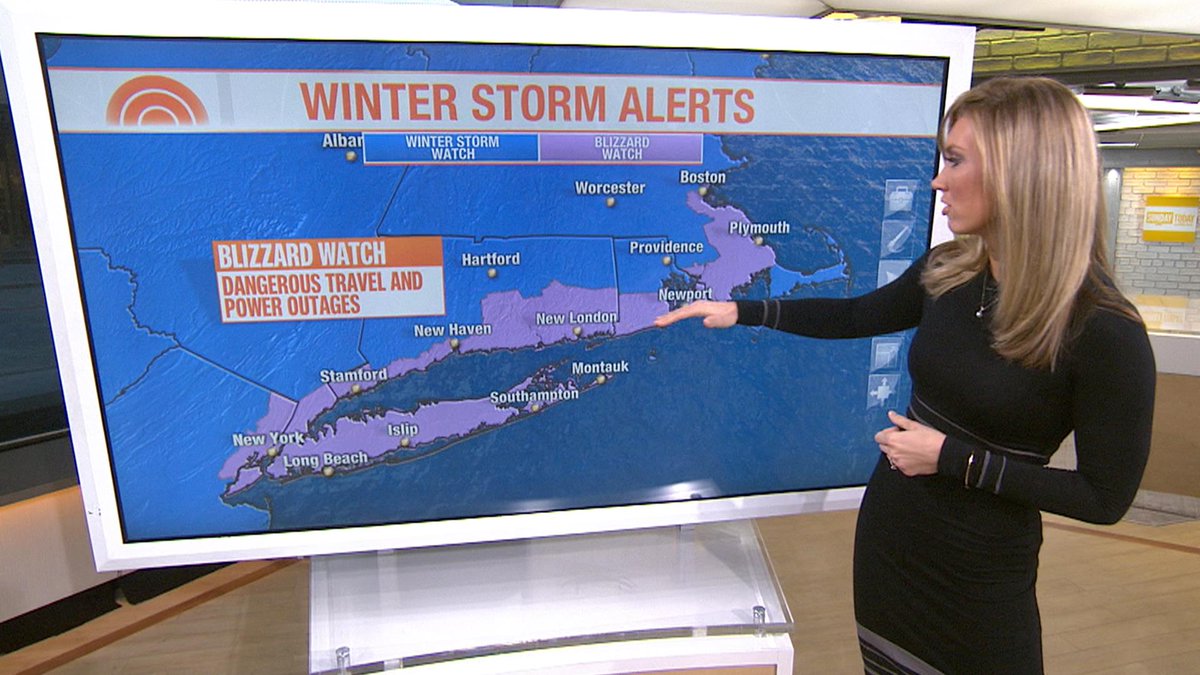 WINTER STORM ALERTS
Alban
WINTER STORM
WATCH
BLIZZARD
WATCH
Boston
Worcester
Plymouth
Providence
BLIZZARD WATCH
DANGEROUS TRAVEL AND
POWER OUTAGES
Hartford
Newport
New London
New Haven
Montauk
Stamford
Southampton
Islip
New York
Long Beach
SUNDAY TODAY